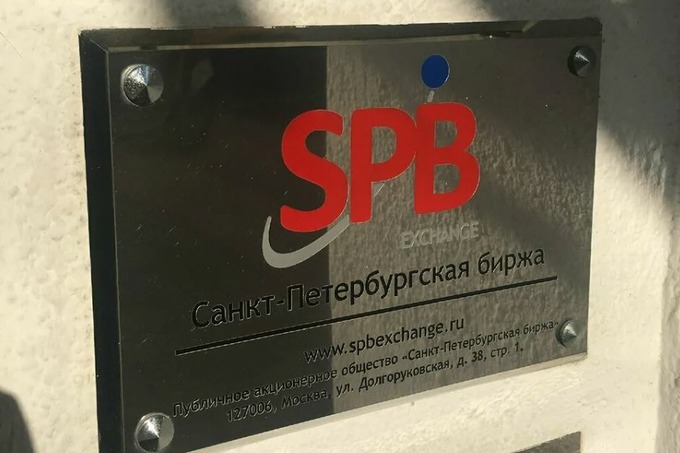 SPB
EXCHANGE
Санкт-Петербургская биржа
www.spbexchange.ru
Публичное акционерное общество «Санкт-Петербургская биржа»
127006, Москва, ул. Долгоруковская, д. 38, стр. 1.